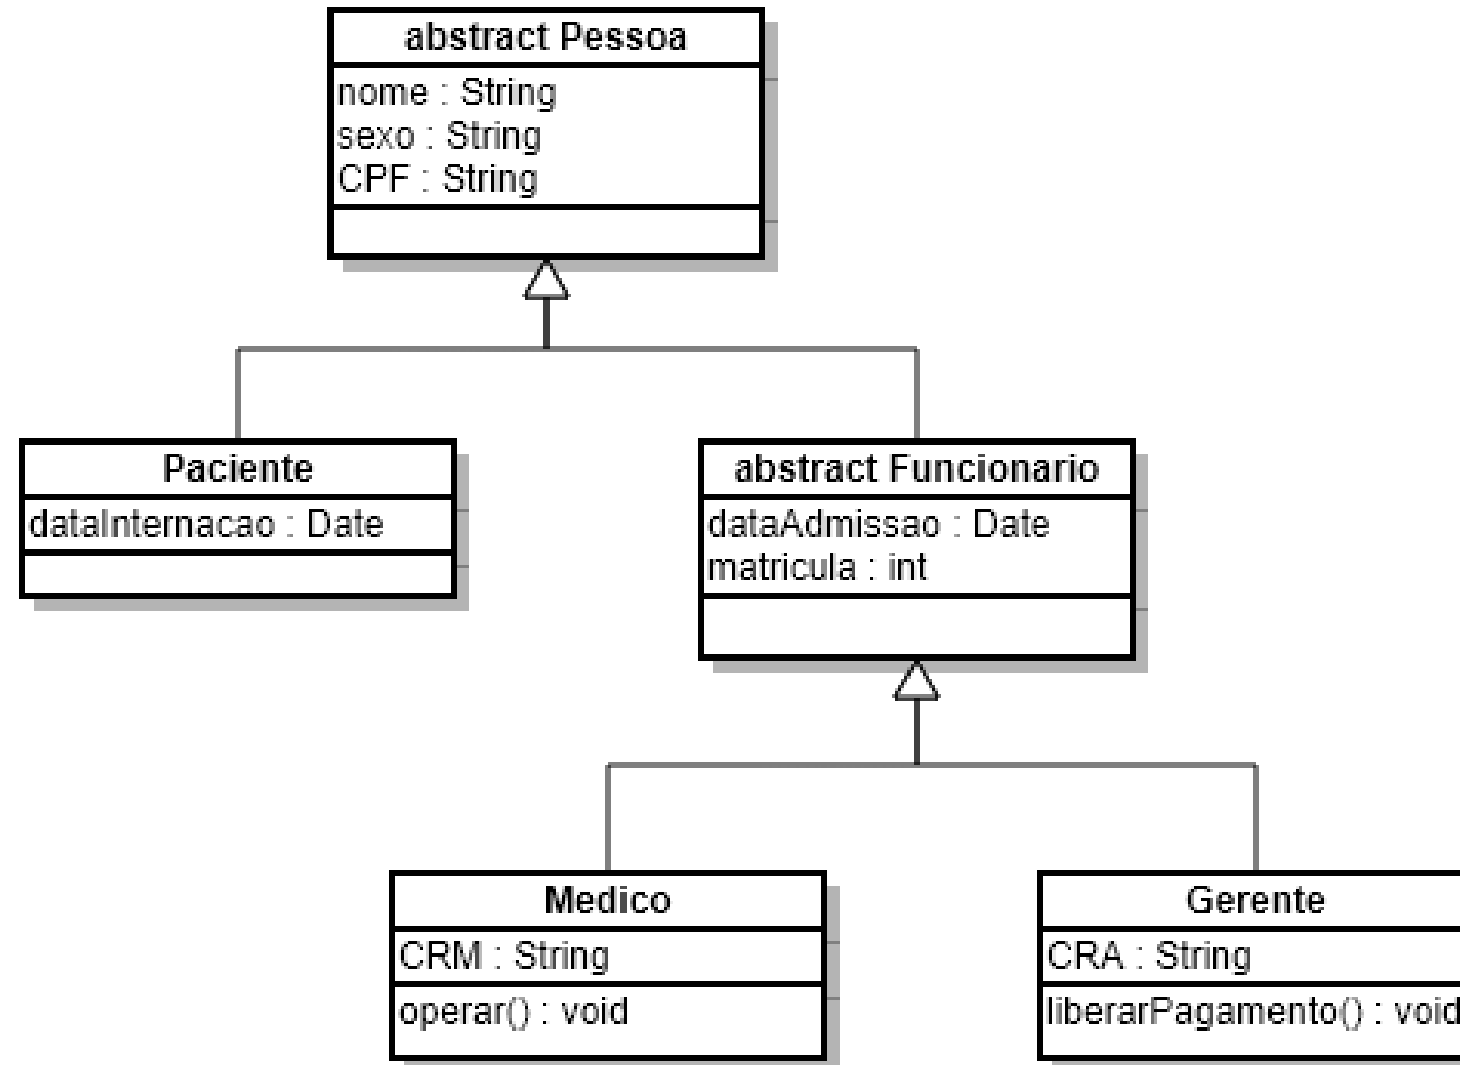 abstract Pessoa
nome : String
sexo : String
CPF : String
Paciente
dataInternacao : Date
abstract Funcionario
dataAdmissao : Date
matricula : int
Medico
CRM : String
operar() : void
Gerente
CRA : String
liberarPagamento() : void